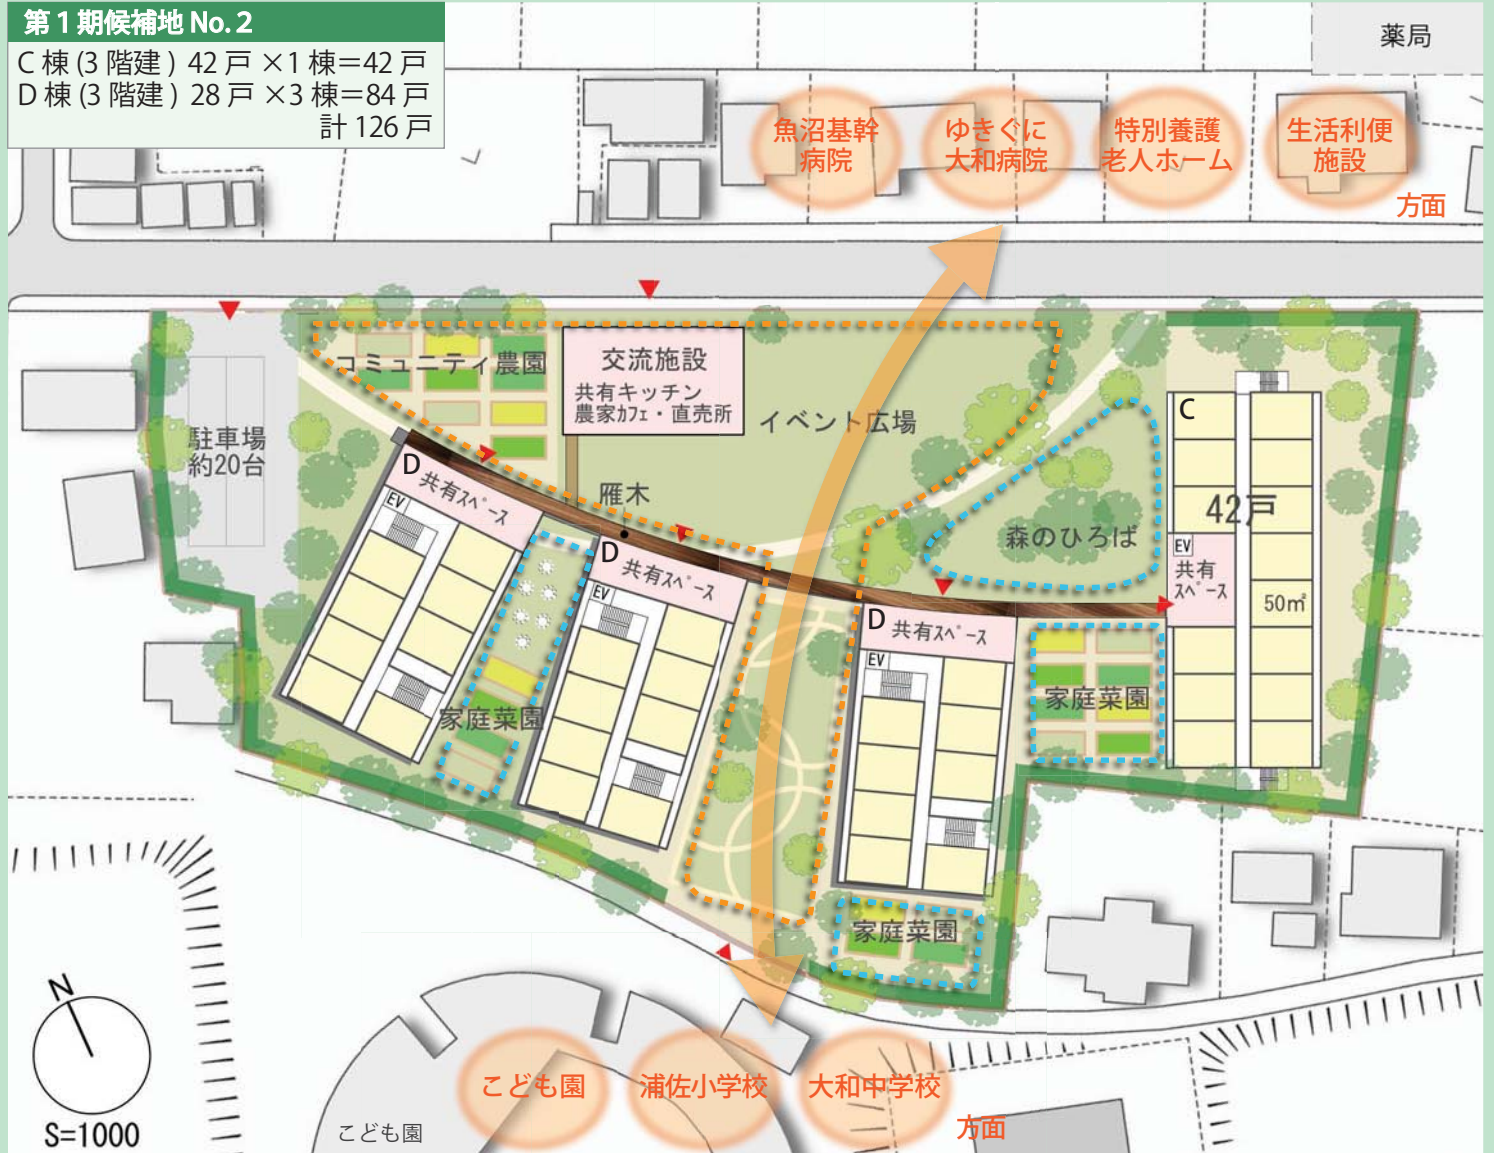 第1期候補地 No.2
C 棟 (3 階建 ) 42 戸 ×1 棟＝42 戸
D 棟 (3 階建 ) 28 戸 ×3 棟＝84 戸
計 126 戸
薬局
魚沼基幹
病院
ゆきぐに
大和病院
特別養護
老人ホーム
生活利便
施設
方面
コミュニティ農園
交流施設
共有キッチン
農家ｶﾌｪ・直売所
イベント広場
駐車場
約20台
雁木
森のひろば
D
共有ｽﾍﾟｰｽ
EV
D
共有ｽﾍﾟｰｽ
EV
D
共有ｽﾍﾟｰｽ
EV
C
42戸
EV
共有
ｽﾍﾟｰｽ
50㎡
家庭菜園
家庭菜園
家庭菜園
N
S=1000
こども園
浦佐小学校
大和中学校
方面
こども園